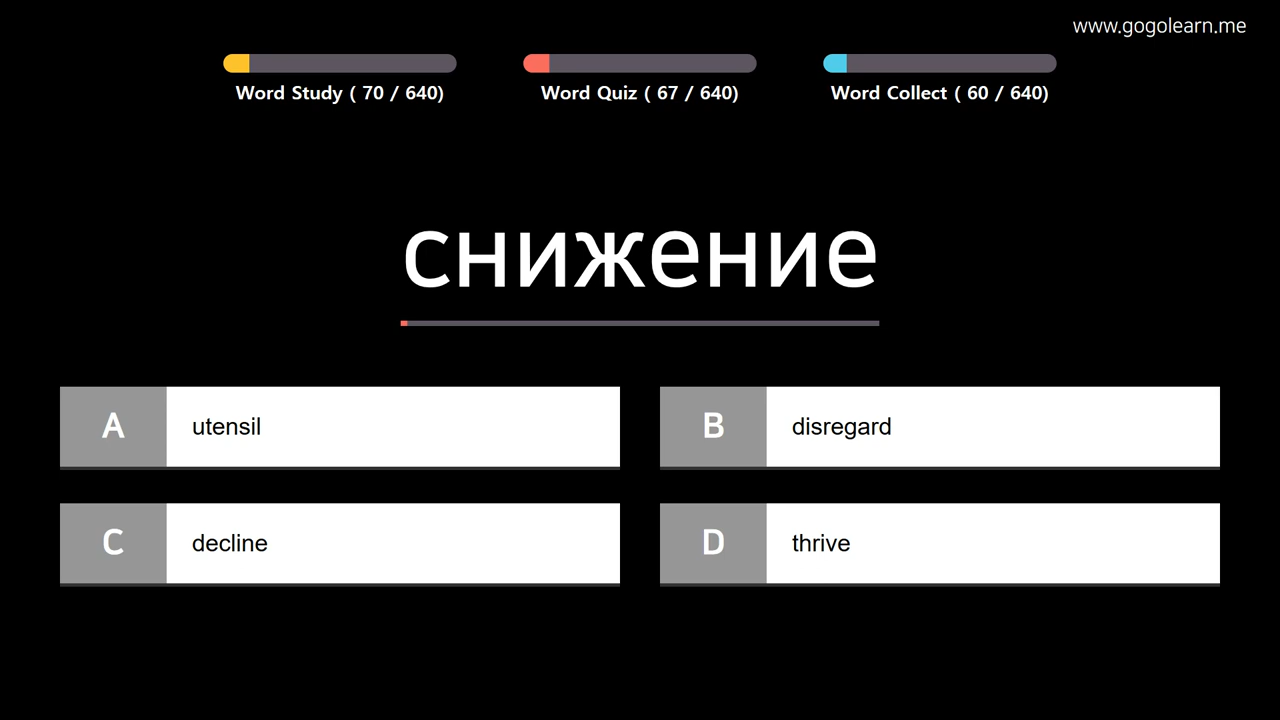 www.gogolearn.me
Word Study ( 70 / 640)
Word Quiz ( 67 / 640)
Word Collect ( 60 / 640)
снижение
A utensil
B disregard
C decline
D thrive